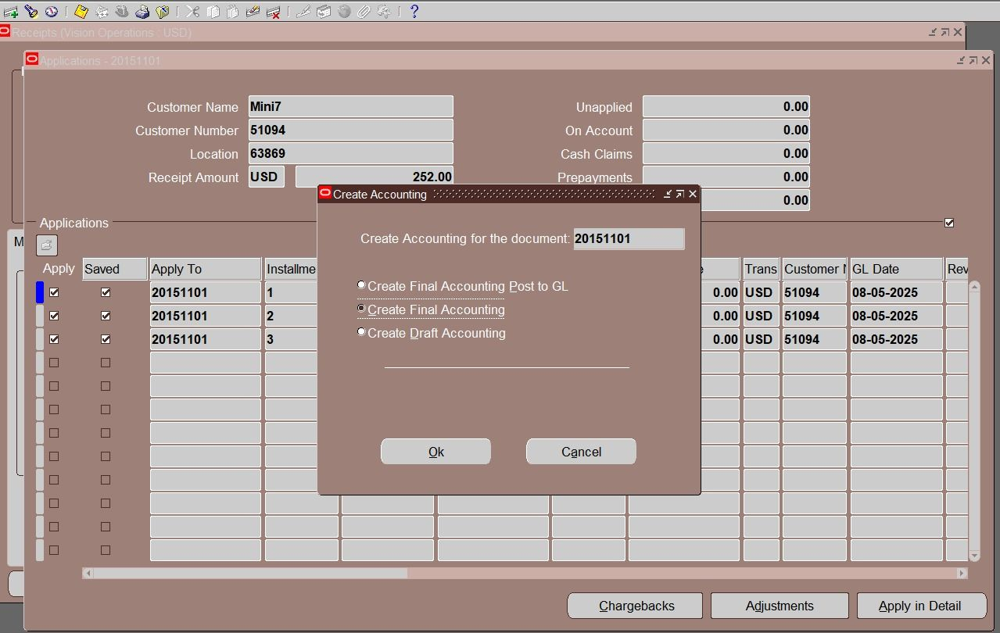 Receipts (Vision Operations : USD)
Applications - 20151101
Customer Name Mini7 Unapplied 0.00
Customer Number 51094 On Account 0.00
Location 63869 Cash Claims 0.00
Receipt Amount USD 252.00 Prepayments 0.00
0.00
Create Accounting
Applications
Create Accounting for the document: 20151101
M
Apply Saved Apply To Installme Trans Customer GL Date Rev
20151101 1 0.00 USD 51094 08-05-2025
Create Final Accounting Post to GL
20151101 2 0.00 USD 51094 08-05-2025
Create Final Accounting
20151101 3 0.00 USD 51094 08-05-2025
Create Draft Accounting
Ok Cancel
Chargebacks Adjustments Apply in Detail